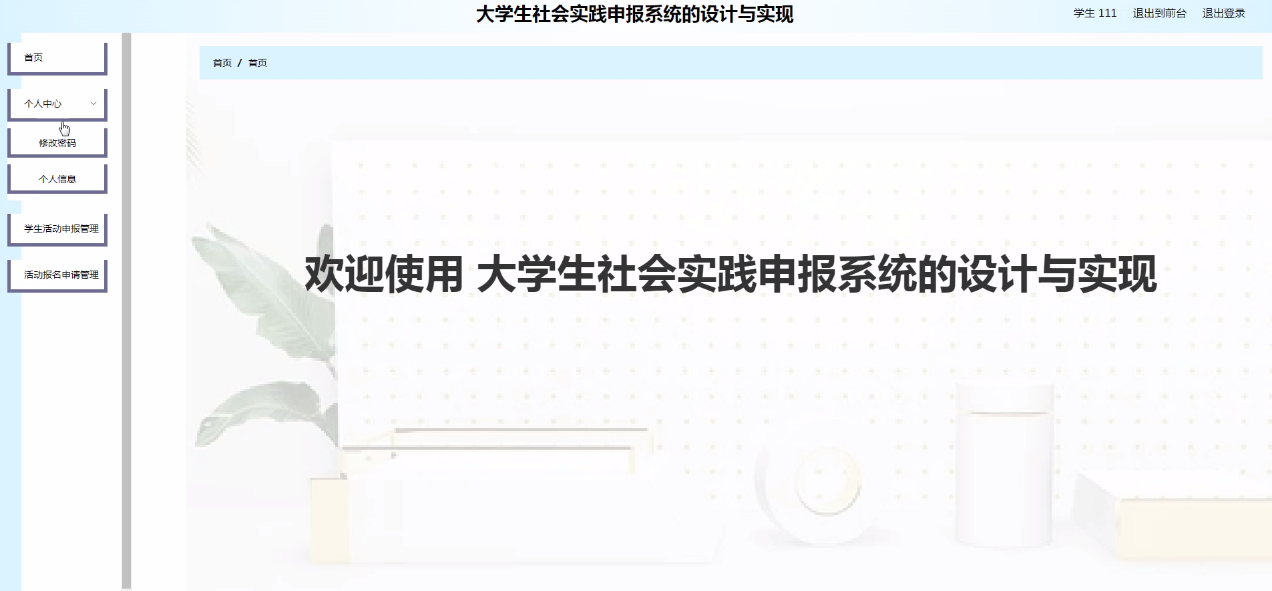 大学生社会实践申报系统的设计与实现
学生 111 退出到前台 退出登录
首页
首页 / 首页
个人中心
修改密码
个人信息
学生活动申报管理
活动报名申请管理
欢迎使用 大学生社会实践申报系统的设计与实现